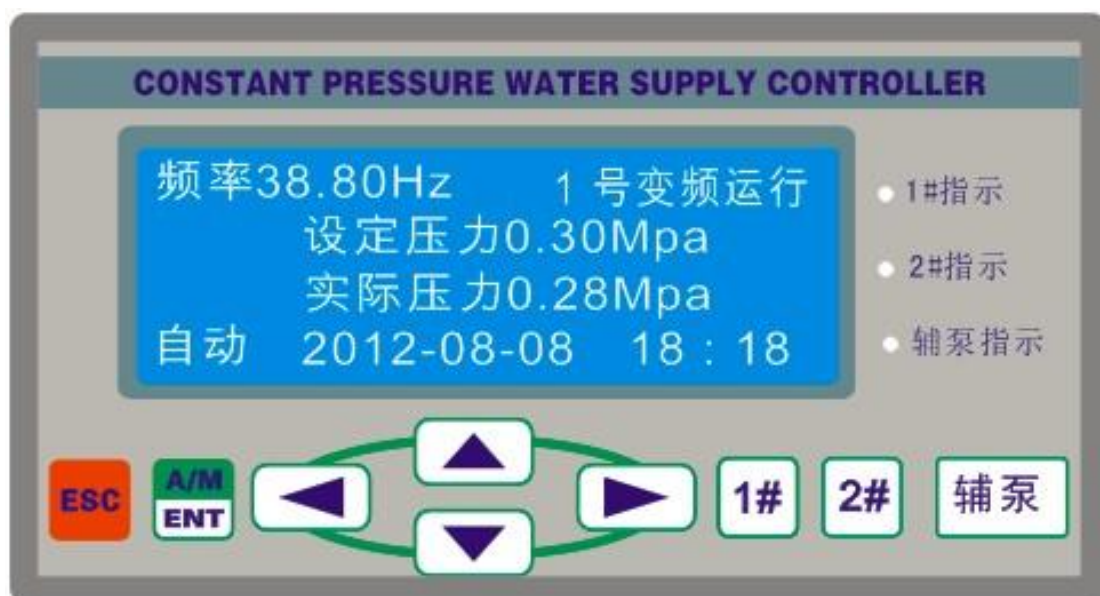 CONSTANT PRESSURE WATER SUPPLY CONTROLLER
频率38.80Hz 1号变频运行
设定压力0.30Mpa
实际压力0.28Mpa
自动 2012-08-08 18:18
1#指示
2#指示
辅泵指示
ESC
A/M
ENT
1#
2#
辅泵